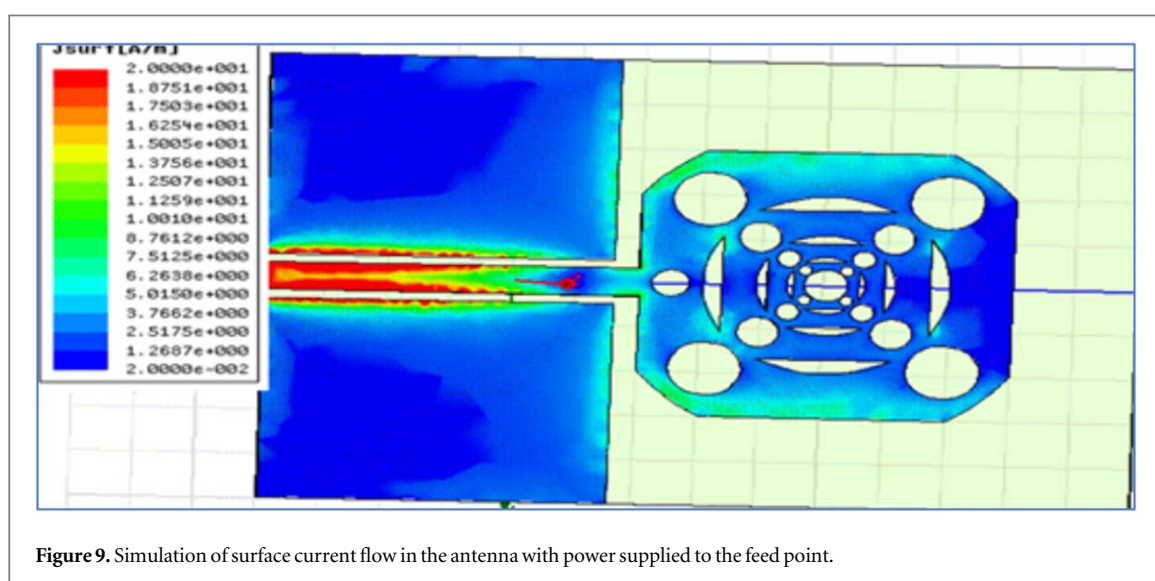 Jsurf[A/m]
2.0000e+001
1.8751e+001
1.7503e+001
1.6254e+001
1.5005e+001
1.3756e+001
1.2507e+001
1.1259e+001
1.0010e+001
8.7612e+000
7.5125e+000
6.2638e+000
5.0150e+000
3.7662e+000
2.5175e+000
1.2687e+000
2.0000e-002
Figure 9. Simulation of surface current flow in the antenna with power supplied to the feed point.